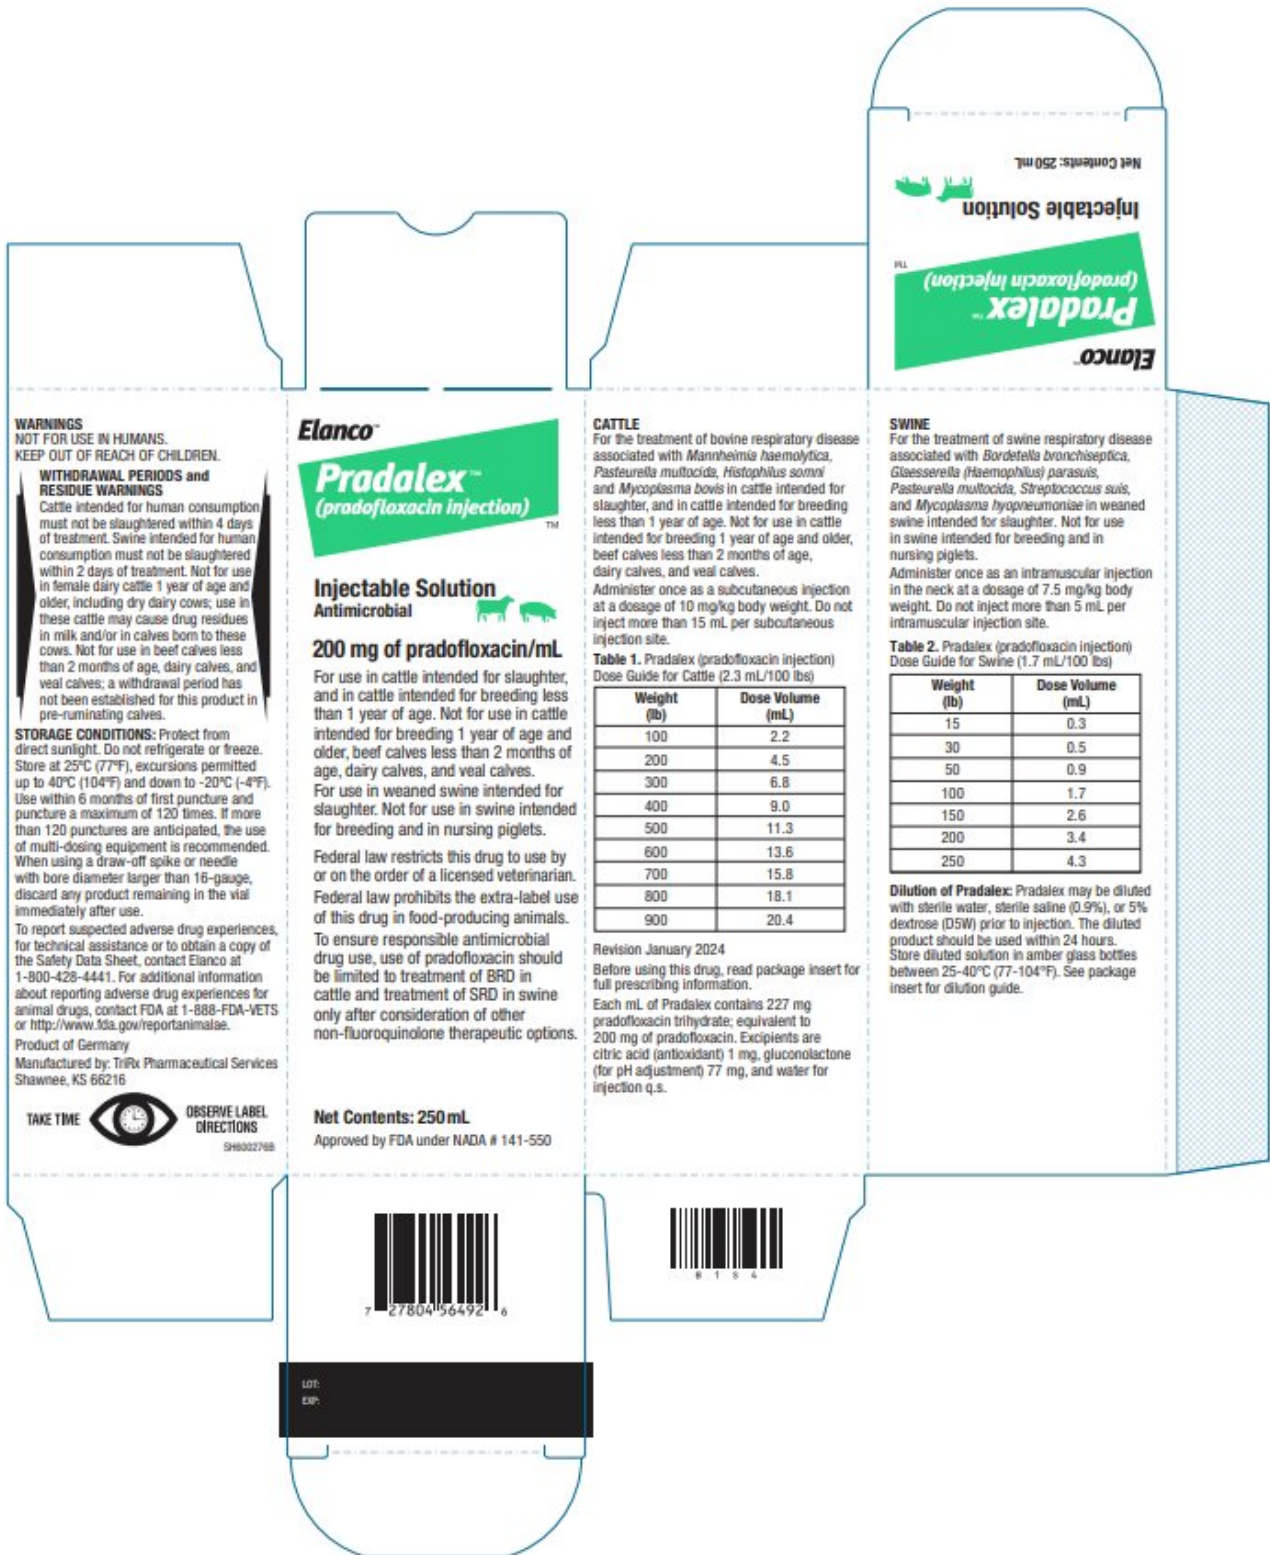 Net Contents: 250 mL
Injectable Solution
TM
(pradofloxacin injection)
Pradalex™
Elanco™
WARNINGS
NOT FOR USE IN HUMANS.
KEEP OUT OF REACH OF CHILDREN.
WITHDRAWAL PERIODS and
RESIDUE WARNINGS
Cattle intended for human consumption
must not be slaughtered within 4 days
of treatment. Swine intended for human
consumption must not be slaughtered
within 2 days of treatment. Not for use
in female dairy cattle 1 year of age and
older, including dry dairy cows; use in
these cattle may cause drug residues
in milk and/or in calves born to these
cows. Not for use in beef calves less
than 2 months of age, dairy calves, and
veal calves; a withdrawal period has
not been established for this product in
pre-ruminating calves.
STORAGE CONDITIONS: Protect from
direct sunlight. Do not refrigerate or freeze.
Store at 25ºC (77ºF), excursions permitted
up to 40ºC (104ºF) and down to -20ºC (-4ºF).
Use within 6 months of first puncture and
puncture a maximum of 120 times. If more
than 120 punctures are anticipated, the use
of multi-dosing equipment is recommended.
When using a draw-off spike or needle
with bore diameter larger than 16-gauge,
discard any product remaining in the vial
immediately after use.
To report suspected adverse drug experiences,
for technical assistance or to obtain a copy of
the Safety Data Sheet, contact Elanco at
1-800-428-4441. For additional information
about reporting adverse drug experiences for
animal drugs, contact FDA at 1-888-FDA-VETS
or http://www.fda.gov/reportanimalae.
Product of Germany
Manufactured by: TriRx Pharmaceutical Services
Shawnee, KS 66216
TAKE TIME
OBSERVE LABEL
DIRECTIONS
SH600276B
Elanco™
Pradalex™
(pradofloxacin injection)
TM
Injectable Solution
Antimicrobial
200 mg of pradofloxacin/mL
For use in cattle intended for slaughter,
and in cattle intended for breeding less
than 1 year of age. Not for use in cattle
intended for breeding 1 year of age and
older, beef calves less than 2 months of
age, dairy calves, and veal calves.
For use in weaned swine intended for
slaughter. Not for use in swine intended
for breeding and in nursing piglets.
Federal law restricts this drug to use by
or on the order of a licensed veterinarian.
Federal law prohibits the extra-label use
of this drug in food-producing animals.
To ensure responsible antimicrobial
drug use, use of pradofloxacin should
be limited to treatment of BRD in
cattle and treatment of SRD in swine
only after consideration of other
non-fluoroquinolone therapeutic options.
Net Contents: 250 mL
Approved by FDA under NADA # 141-550
CATTLE
For the treatment of bovine respiratory disease
associated with Mannheimia haemolytica,
Pasteurella multocida, Histophilus somni
and Mycoplasma bovis in cattle intended for
slaughter, and in cattle intended for breeding
less than 1 year of age. Not for use in cattle
intended for breeding 1 year of age and older,
beef calves less than 2 months of age,
dairy calves, and veal calves.
Administer once as a subcutaneous injection
at a dosage of 10 mg/kg body weight. Do not
inject more than 15 mL per subcutaneous
injection site.
Table 1. Pradalex (pradofloxacin injection)
Dose Guide for Cattle (2.3 mL/100 lbs)
Weight (lb) Dose Volume (mL)
100 2.2
200 4.5
300 6.8
400 9.0
500 11.3
600 13.6
700 15.8
800 18.1
900 20.4
Revision January 2024
Before using this drug, read package insert for
full prescribing information.
Each mL of Pradalex contains 227 mg
pradofloxacin trihydrate; equivalent to
200 mg of pradofloxacin. Excipients are
citric acid (antioxidant) 1 mg, gluconolactone
(for pH adjustment) 77 mg, and water for
injection q.s.
SWINE
For the treatment of swine respiratory disease
associated with Bordetella bronchiseptica,
Glaesserella (Haemophilus) parasuis,
Pasteurella multocida, Streptococcus suis,
and Mycoplasma hyopneumoniae in weaned
swine intended for slaughter. Not for use
in swine intended for breeding and in
nursing piglets.
Administer once as an intramuscular injection
in the neck at a dosage of 7.5 mg/kg body
weight. Do not inject more than 5 mL per
intramuscular injection site.
Table 2. Pradalex (pradofloxacin injection)
Dose Guide for Swine (1.7 mL/100 lbs)
Weight (lb) Dose Volume (mL)
15 0.3
30 0.5
50 0.9
100 1.7
150 2.6
200 3.4
250 4.3
Dilution of Pradalex: Pradalex may be diluted
with sterile water, sterile saline (0.9%), or 5%
dextrose (D5W) prior to injection. The diluted
product should be used within 24 hours.
Store diluted solution in amber glass bottles
between 25-40°C (77-104°F). See package
insert for dilution guide.
7 27804 56492 6
8 1 8 4
LOT:
EXP: